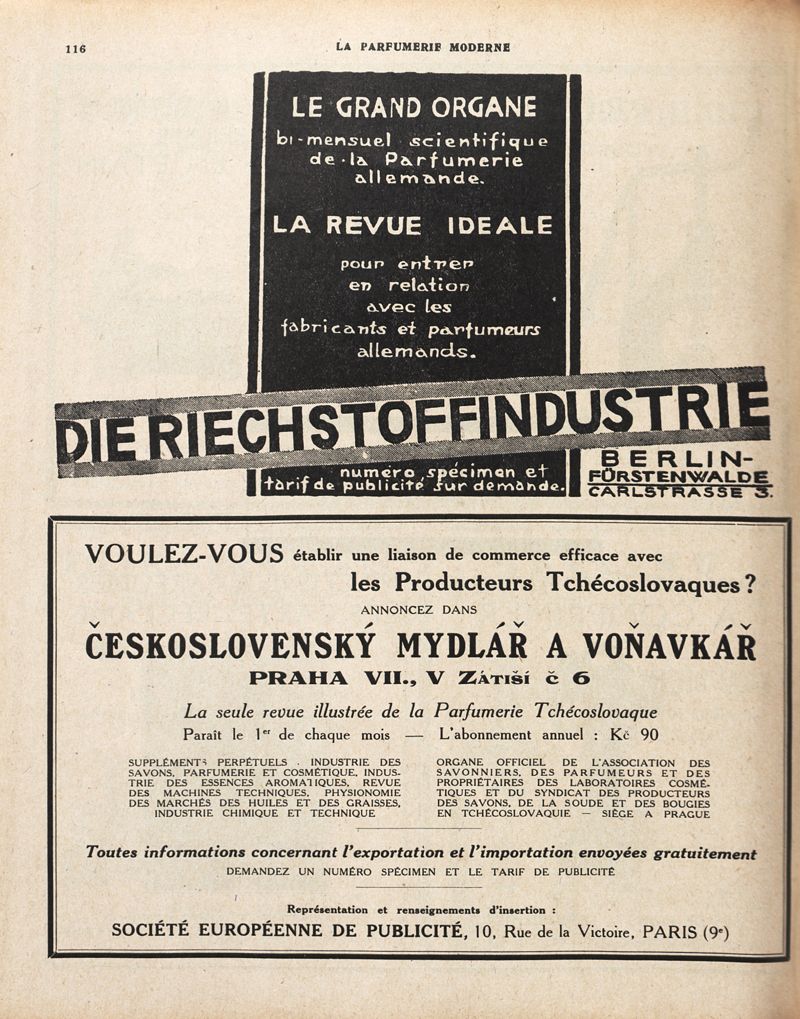 116
LA PARFUMERIE MODERNE
LE GRAND ORGANE
bi-mensuel scientifique
de la Parfumerie
allemande.
LA REVUE IDEALE
pour entrer
en relation
avec les
fabricants et parfumeurs
allemands.
DIE RIECHSTOFFINDUSTRIE
numéro spécimen et
tarif de publicité sur demande.
BERLIN-
FÜRSTENWALDE
CARLSTRASSE 3.
VOULEZ-VOUS établir une liaison de commerce efficace avec
les Producteurs Tchécoslovaques ?
ANNONCEZ DANS
ČESKOSLOVENSKÝ MYDLÁŘ A VOŇAVKÁŘ
PRAHA VII., V ZÁTIŠÍ Č 6
La seule revue illustrée de la Parfumerie Tchécoslovaque
Paraît le 1er de chaque mois — L'abonnement annuel : Kč 90
SUPPLÉMENTS PERPÉTUELS · INDUSTRIE DES
SAVONS, PARFUMERIE ET COSMÉTIQUE, INDUS-
TRIE DES ESSENCES AROMATIQUES, REVUE
DES MACHINES TECHNIQUES, PHYSIONOMIE
DES MARCHÉS DES HUILES ET DES GRAISSES,
INDUSTRIE CHIMIQUE ET TECHNIQUE
ORGANE OFFICIEL DE L'ASSOCIATION DES
SAVONNIERS, DES PARFUMEURS ET DES
PROPRIÉTAIRES DES LABORATOIRES COSMÉ-
TIQUES ET DU SYNDICAT DES PRODUCTEURS
DES SAVONS, DE LA SOUDE ET DES BOUGIES
EN TCHÉCOSLOVAQUIE — SIÈGE A PRAGUE
Toutes informations concernant l'exportation et l'importation envoyées gratuitement
DEMANDEZ UN NUMÉRO SPÉCIMEN ET LE TARIF DE PUBLICITÉ
Représentation et renseignements d'insertion :
SOCIÉTÉ EUROPÉENNE DE PUBLICITÉ, 10, Rue de la Victoire, PARIS (9e)